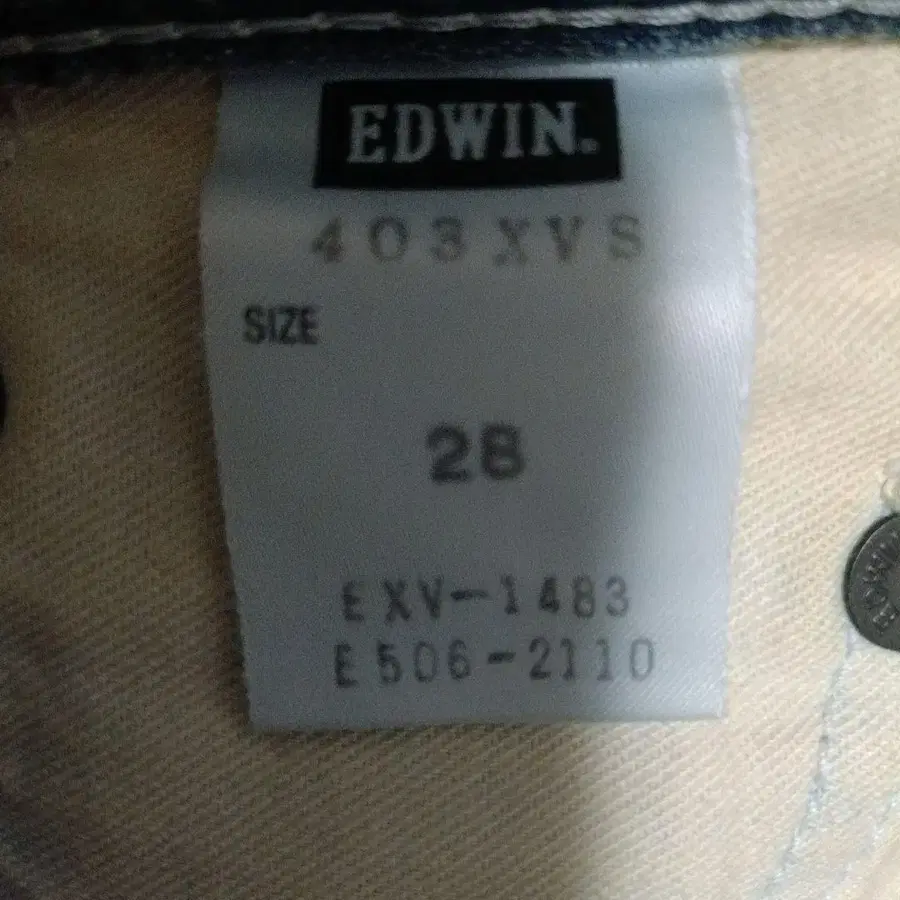 EDWIN.
403XVS
SIZE
28
EXV-1483
E506-2110